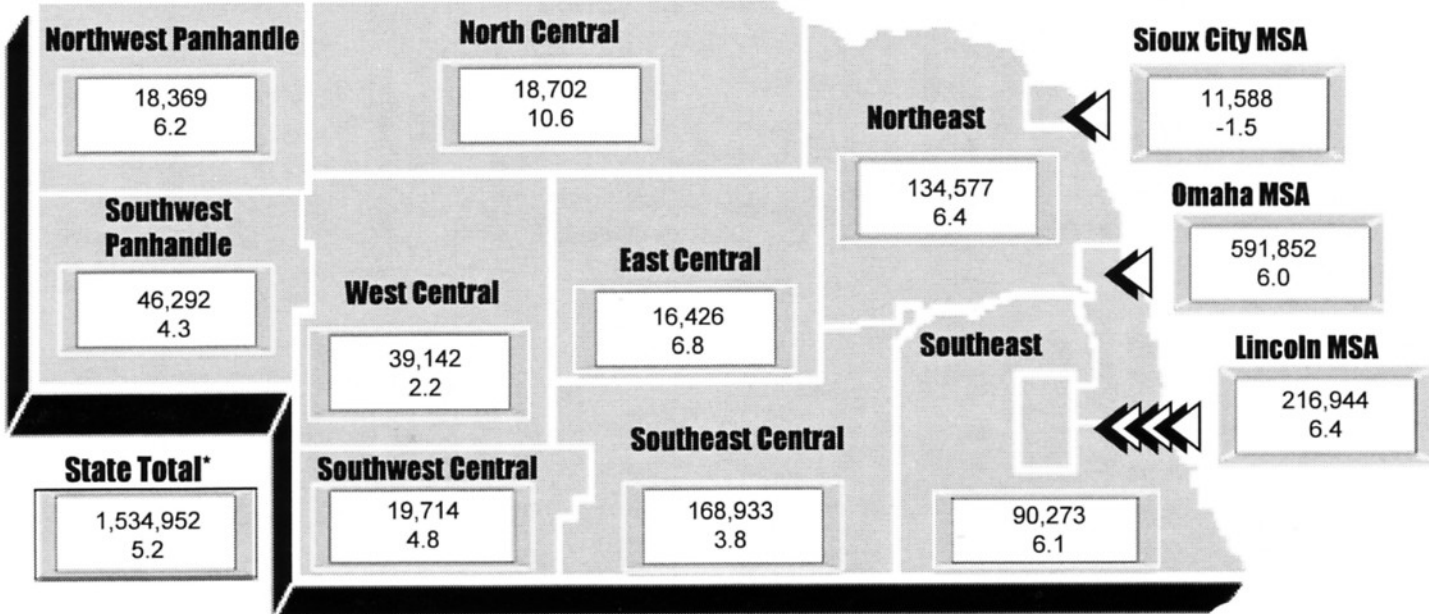 Northwest Panhandle
18,369
6.2
North Central
18,702
10.6
Sioux City MSA
11,588
-1.5
Northeast
134,577
6.4
Southwest
Panhandle
46,292
4.3
West Central
39,142
2.2
East Central
16,426
6.8
Omaha MSA
591,852
6.0
Southeast
90,273
6.1
Lincoln MSA
216,944
6.4
State Total*
1,534,952
5.2
Southwest Central
19,714
4.8
Southeast Central
168,933
3.8